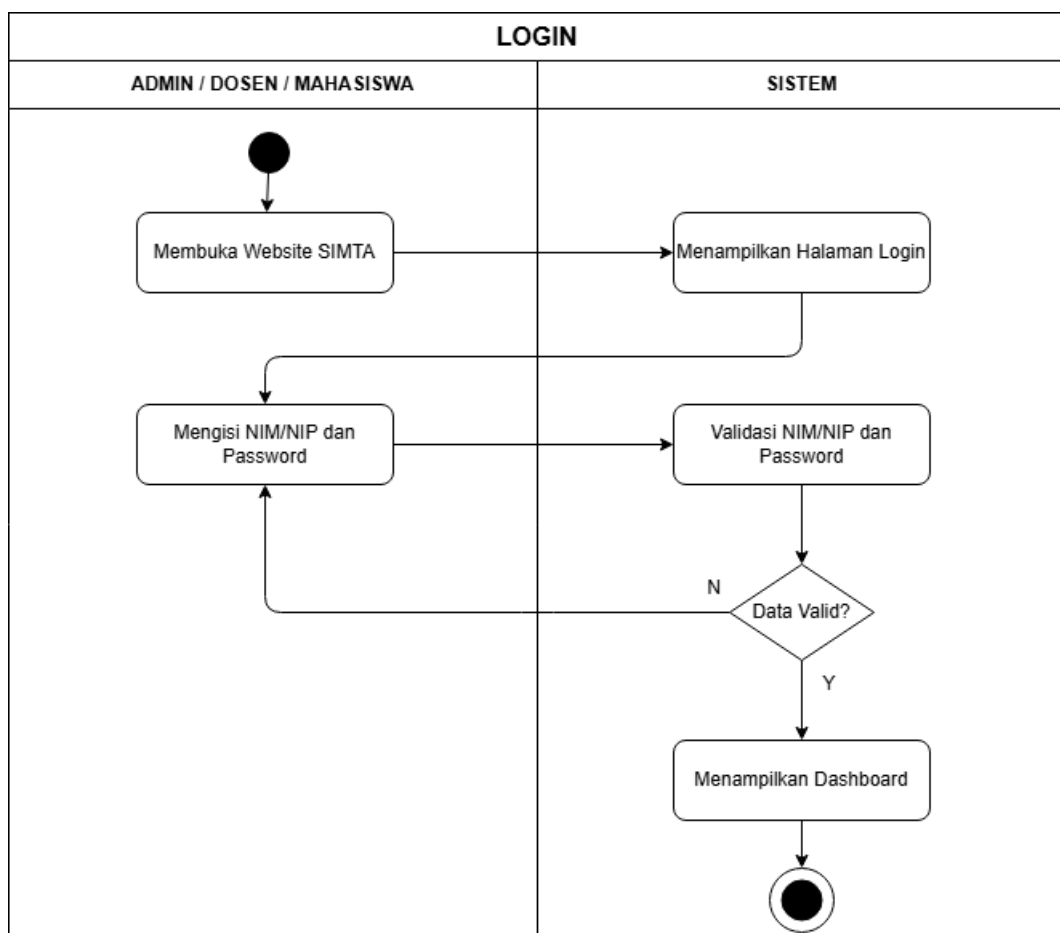 LOGIN
ADMIN / DOSEN / MAHASISWA
SISTEM
Membuka Website SIMTA
Menampilkan Halaman Login
Mengisi NIM/NIP dan
Password
Validasi NIM/NIP dan
Password
N
Data Valid?
Y
Menampilkan Dashboard